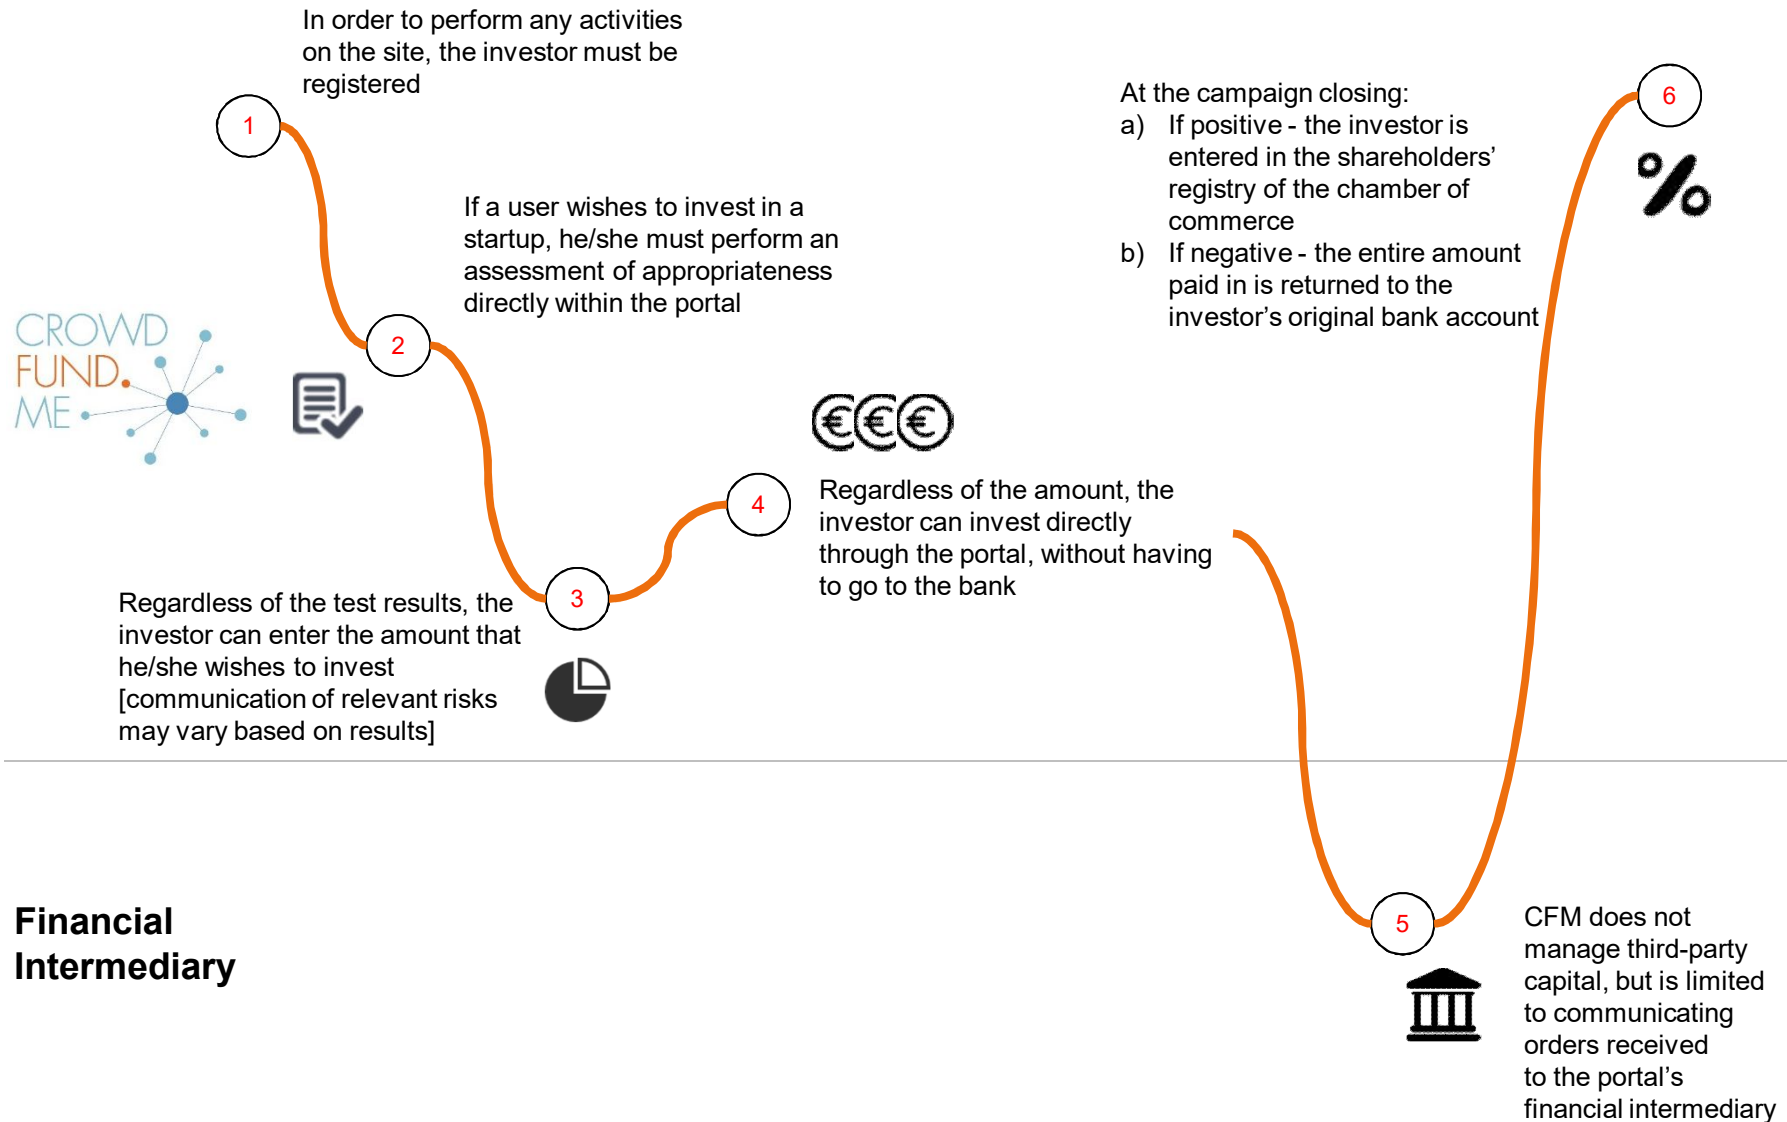 In order to perform any activities
on the site, the investor must be
registered
1
If a user wishes to invest in a
startup, he/she must perform an
assessment of appropriateness
directly within the portal
2
CROWD
FUND.
ME
Regardless of the test results, the
investor can enter the amount that
he/she wishes to invest
[communication of relevant risks
may vary based on results]
3
4
€€€
Regardless of the amount, the
investor can invest directly
through the portal, without having
to go to the bank
At the campaign closing:
a) If positive - the investor is
entered in the shareholders’
registry of the chamber of
commerce
b) If negative - the entire amount
paid in is returned to the
investor’s original bank account
6
%
Financial
Intermediary
5
CFM does not
manage third-party
capital, but is limited
to communicating
orders received
to the portal’s
financial intermediary